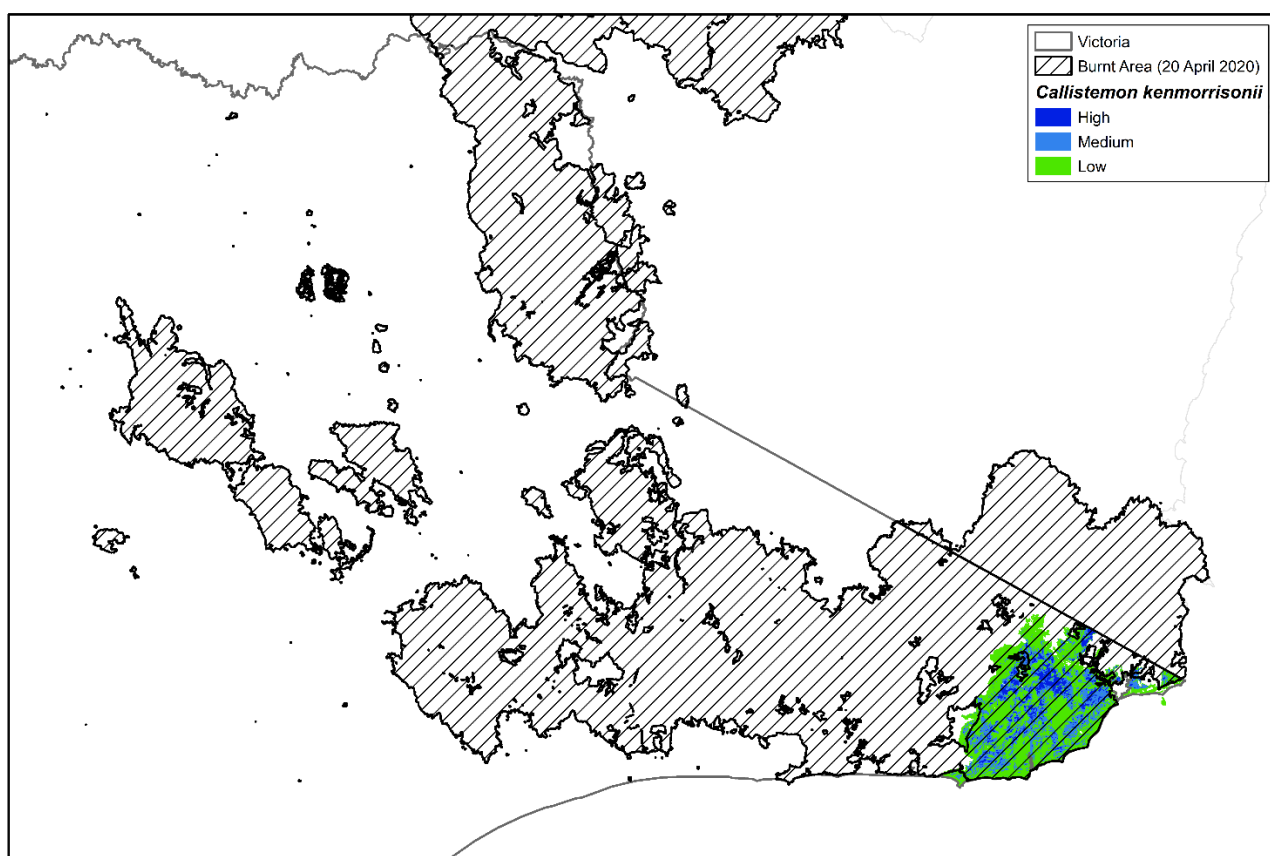 Victoria
Burnt Area (20 April 2020)
Callistemon kenmorrisonii
High
Medium
Low